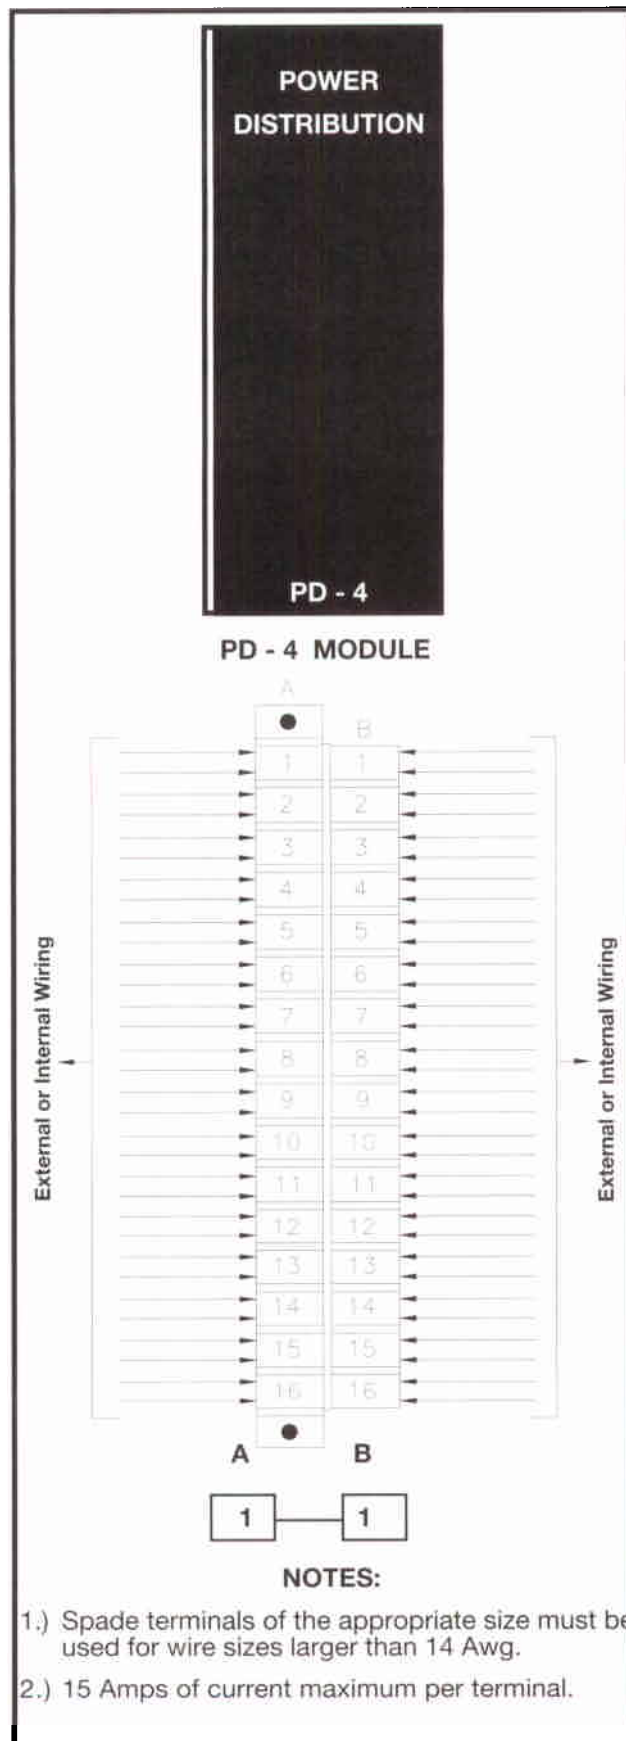 POWER
DISTRIBUTION
PD - 4
PD - 4 MODULE
A
B
1 1
2 2
3 3
4 4
5 5
6 6
7 7
8 8
9 9
10 10
11 11
12 12
13 13
14 14
15 15
16 16
External or Internal Wiring
External or Internal Wiring
A B
1 1
NOTES:
1.) Spade terminals of the appropriate size must be
used for wire sizes larger than 14 Awg.
2.) 15 Amps of current maximum per terminal.